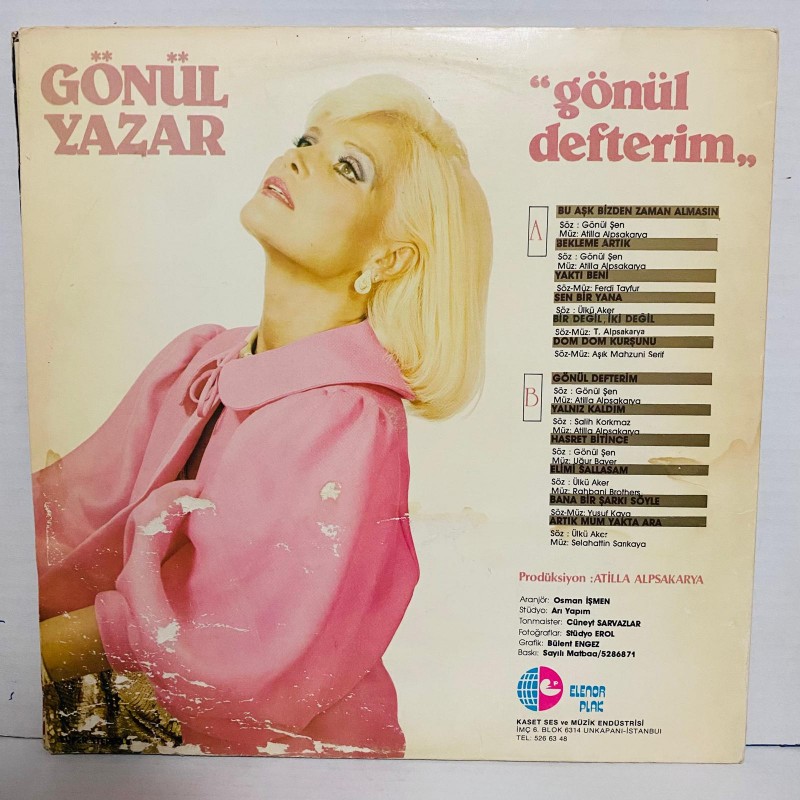 GÖNÜL
YAZAR
“gönül
defterim„
A
BU AŞK BİZDEN ZAMAN ALMASIN
Söz : Gönül Şen
Müz: Atilla Alpsakarya
BEKLEME ARTIK
Söz : Gönül Şen
Müz: Atilla Alpsakarya
YAKTI BENİ
Söz-Müz: Ferdi Tayfur
SEN BİR YANA
Söz : Ülkü Aker
BİR DEĞİL, İKİ DEĞİL
Söz-Müz: T. Alpsakarya
DOM DOM KURŞUNU
Söz-Müz: Aşık Mahzuni Serif
B
GÖNÜL DEFTERİM
Söz : Gönül Şen
Müz: Atilla Alpsakarya
YALNIZ KALDIM
Söz : Salih Korkmaz
Müz: Atilla Alpsakarya
HASRET BİTİNCE
Söz : Gönül Şen
Müz: Uğur Bayer
ELİMİ SALLASAM
Söz : Ülkü Aker
Müz: Rahbani Brothers
BANA BİR ŞARKI SÖYLE
Söz-Müz: Yusuf Kaya
ARTIK MUM YAKTA ARA
Söz : Ülkü Aker
Müz: Selahattin Sarıkaya
Prodüksiyon :ATİLLA ALPSAKARYA
Aranjör: Osman İŞMEN
Stüdyo: Arı Yapım
Tonmaister: Cüneyt SARVAZLAR
Fotoğraflar: Stüdyo EROL
Grafik: Bülent ENGEZ
Baskı: Sayılı Matbaa/5286871
P
ELENOR
PLAK
KASET SES ve MÜZİK ENDÜSTRİSİ
İMÇ 6. BLOK 6314 UNKAPANI-İSTANBUL
TEL: 526 63 48